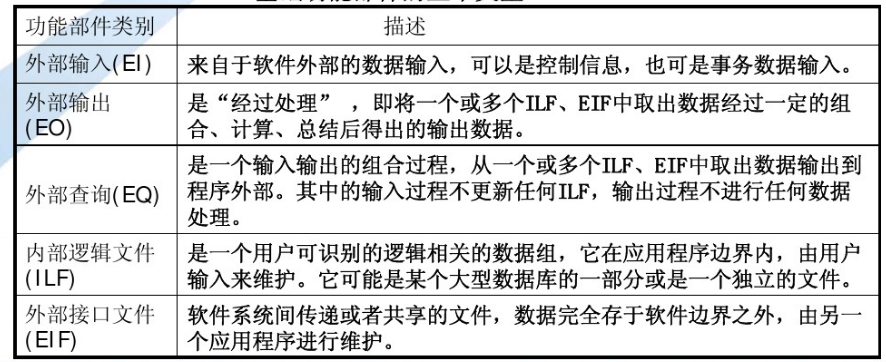 功能部件类别 描述
外部输入(EI) 来自于软件外部的数据输入，可以是控制信息，也可是事务数据输入。
外部输出
(EO)
是“经过处理”，即将一个或多个ILF、EIF中取出数据经过一定的组
合、计算、总结后得出的输出数据。
外部查询(EQ)
是一个输入输出的组合过程，从一个或多个ILF、EIF中取出数据输出到
程序外部。其中的输入过程不更新任何ILF，输出过程不进行任何数据
处理。
内部逻辑文件
(ILF)
是一个用户可识别的逻辑相关的数据组，它在应用程序边界内，由用户
输入来维护。它可能是某个大型数据库的一部分或是一个独立的文件。
外部接口文件
(EIF)
软件系统间传递或者共享的文件，数据完全存于软件边界之外，由另一
个应用程序进行维护。